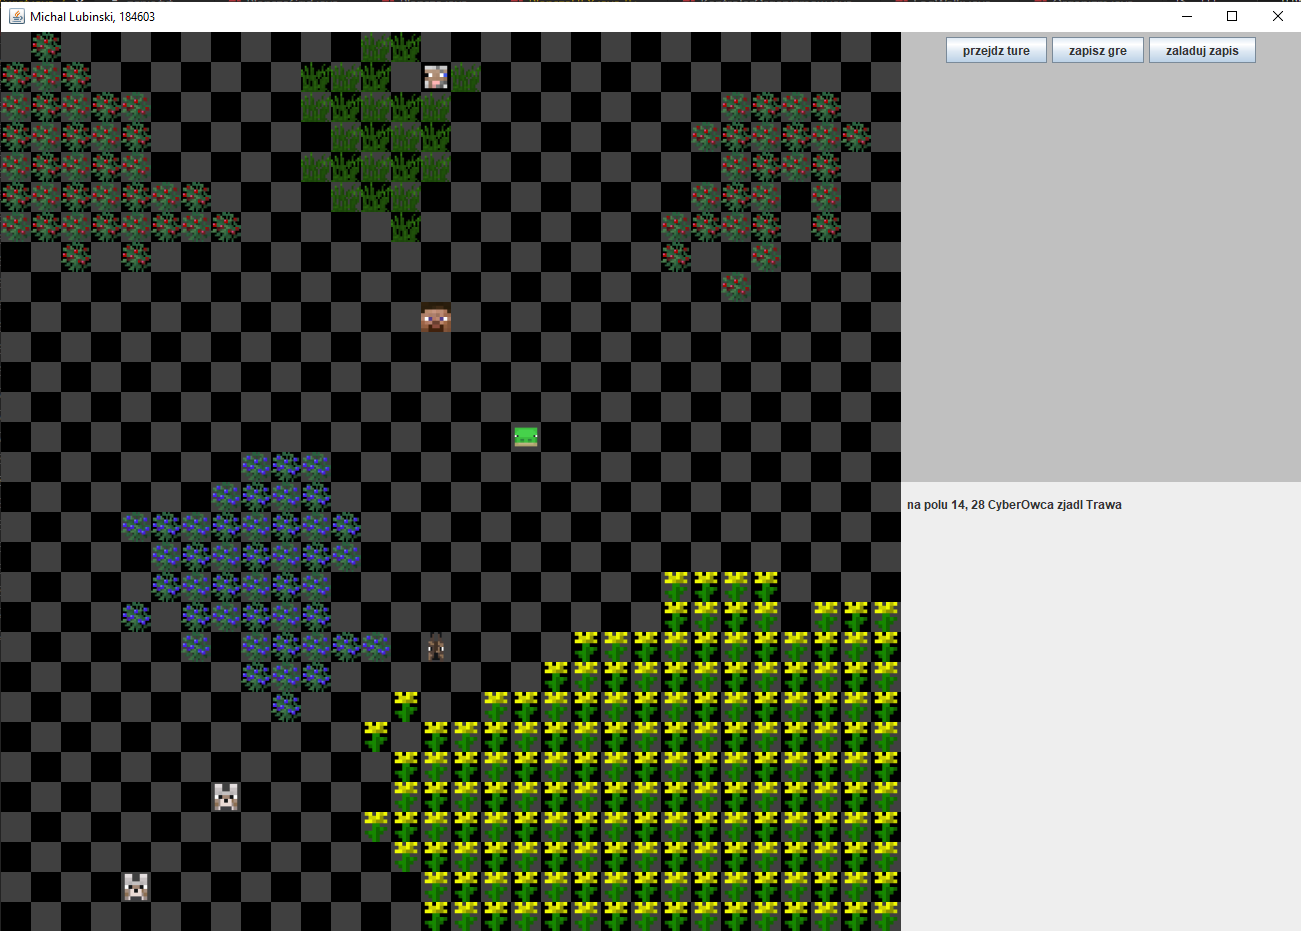 Michal Lubinski, 184603
przejdz ture
zapisz gre
zaladuj zapis
na polu 14, 28 CyberOwca zjadl Trawa